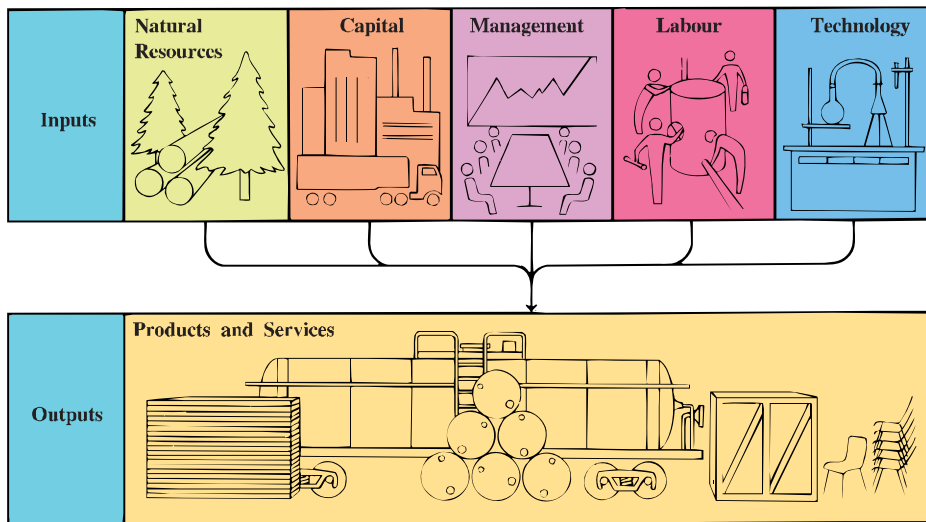 Inputs
Natural
Resources
Capital
Management
Labour
Technology
Outputs
Products and Services